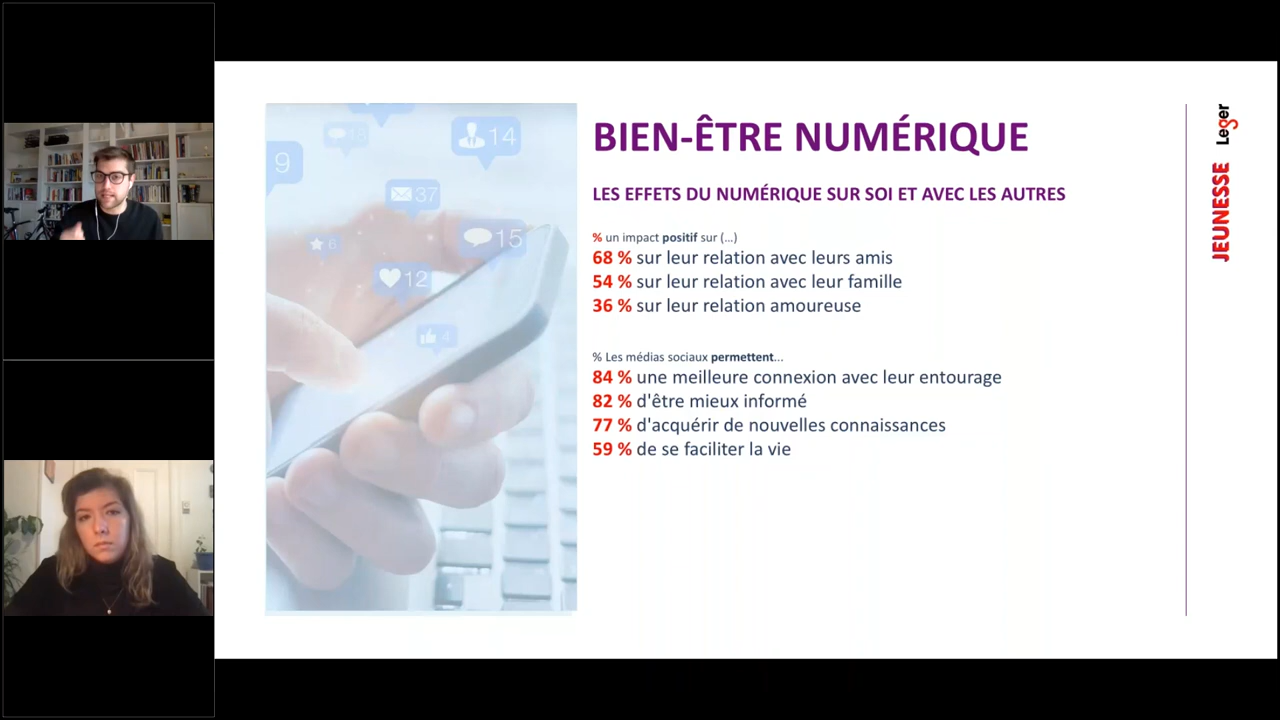 BIEN-ÊTRE NUMÉRIQUE
LES EFFETS DU NUMÉRIQUE SUR SOI ET AVEC LES AUTRES
% un impact positif sur (...)
68 % sur leur relation avec leurs amis
54 % sur leur relation avec leur famille
36 % sur leur relation amoureuse
% Les médias sociaux permettent...
84 % une meilleure connexion avec leur entourage
82 % d'être mieux informé
77 % d'acquérir de nouvelles connaissances
59 % de se faciliter la vie
JEUNESSE Leger
14
9
37
6
15
12
4